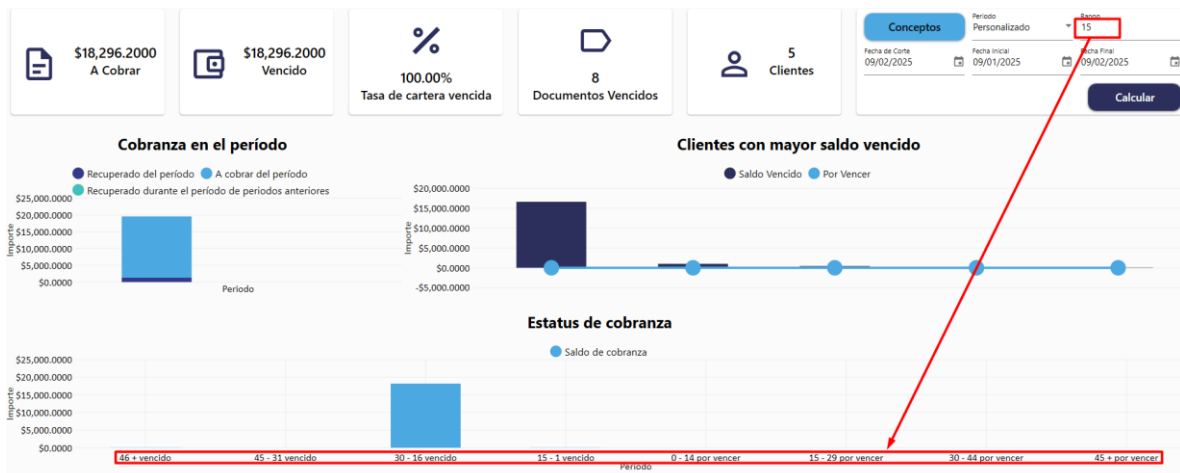 $18,296.2000
A Cobrar
$18,296.2000
Vencido
100.00%
Tasa de cartera vencida
8
Documentos Vencidos
5
Clientes
Conceptos
Periodo
Personalizado
Rango
15
Fecha de Corte
09/02/2025
Fecha Inicial
09/01/2025
Fecha Final
09/02/2025
Calcular
Cobranza en el período
Recuperado del período
A cobrar del período
Recuperado durante el período de periodos anteriores
$25,000.0000
$20,000.0000
$15,000.0000
$10,000.0000
$5,000.0000
$0.0000
Importe
Periodo
Clientes con mayor saldo vencido
Saldo Vencido
Por Vencer
$20,000.0000
$15,000.0000
$10,000.0000
$5,000.0000
$0.0000
-$5,000.0000
Importe
Estatus de cobranza
Saldo de cobranza
$25,000.0000
$20,000.0000
$15,000.0000
$10,000.0000
$5,000.0000
$0.0000
Importe
46 + vencido
45 - 31 vencido
30 - 16 vencido
15 - 1 vencido
0 - 14 por vencer
15 - 29 por vencer
30 - 44 por vencer
45 + por vencer
Periodo